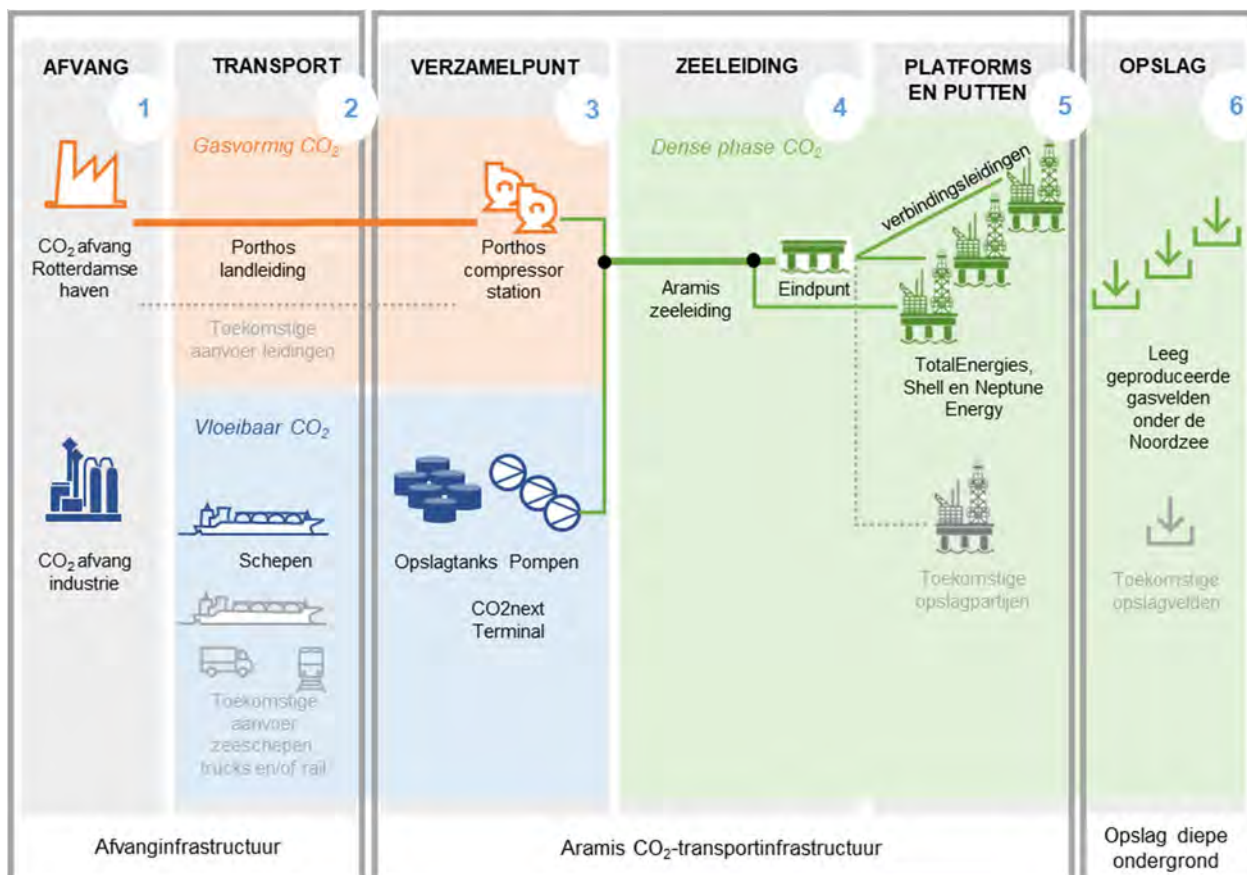 AFVANG
TRANSPORT
VERZAMELPUNT
ZEELEIDING
PLATFORMS
EN PUTTEN
OPSLAG
1
2
3
4
5
6
Gasvormig CO₂
Dense phase CO₂
verbindingsleidingen
CO₂ afvang
Rotterdamse
haven
Porthos
landleiding
Porthos
compressor
station
Aramis
zeeleiding
Eindpunt
Toekomstige
aanvoer leidingen
TotalEnergies,
Shell en Neptune
Energy
Leeg
geproduceerde
gasvelden
onder de
Noordzee
Vloeibaar CO₂
CO₂ afvang
industrie
Schepen
Opslagtanks
Pompen
CO2next
Terminal
Toekomstige
opslagpartijen
Toekomstige
opslagvelden
Toekomstige
aanvoer
zeeschepen,
trucks en/of rail
Afvanginfrastructuur
Aramis CO₂-transportinfrastructuur
Opslag diepe
ondergrond